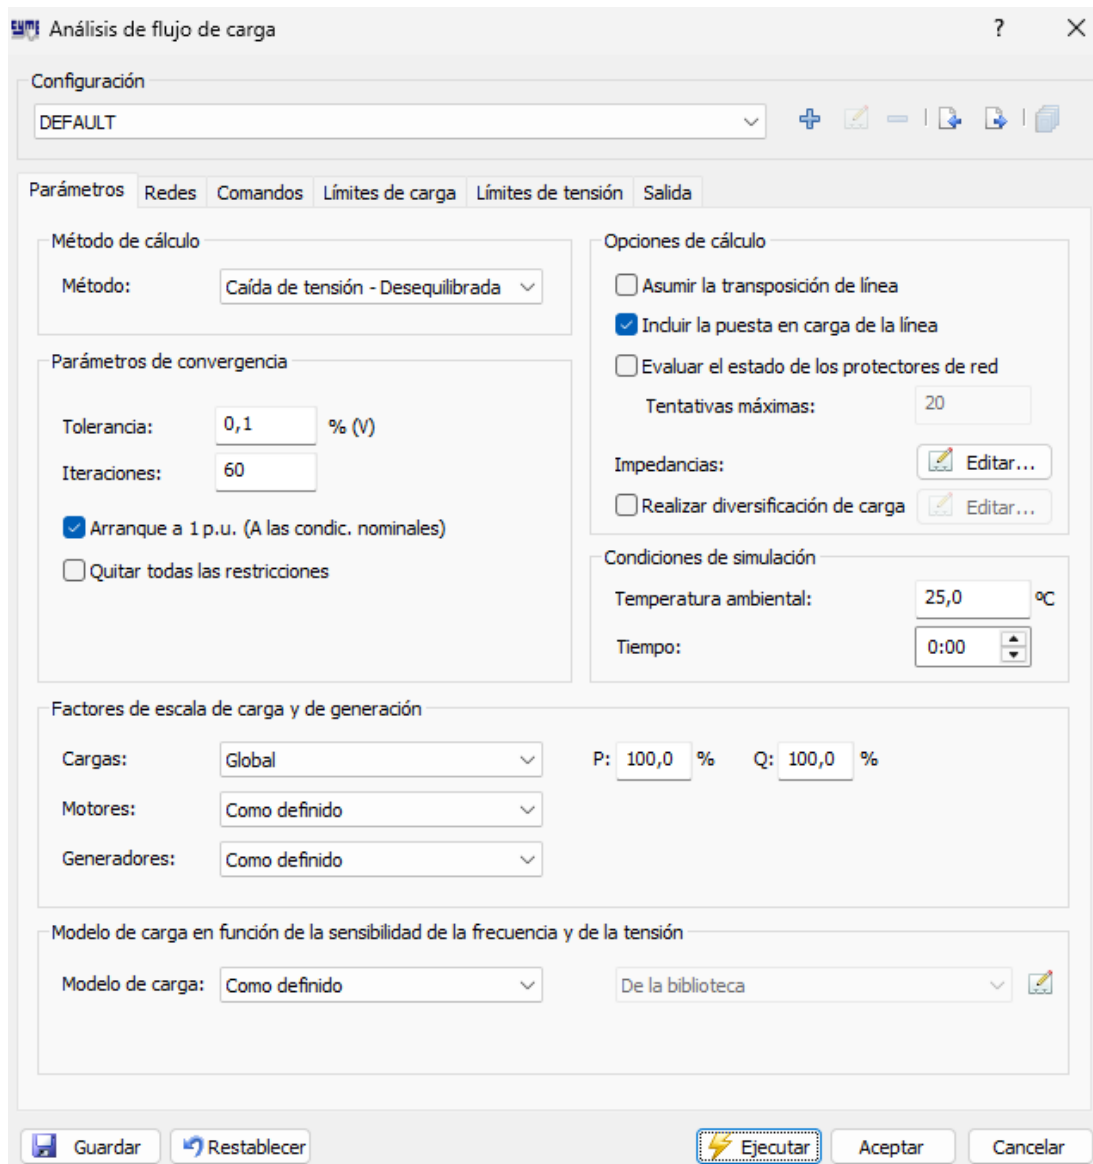 CYME Análisis de flujo de carga ?
Configuración
DEFAULT
Parámetros Redes Comandos Límites de carga Límites de tensión Salida
Método de cálculo
Método: Caída de tensión - Desequilibrada
Parámetros de convergencia
Tolerancia: 0,1 % (V)
Iteraciones: 60
Arranque a 1 p.u. (A las condic. nominales)
Quitar todas las restricciones
Opciones de cálculo
Asumir la transposición de línea
Incluir la puesta en carga de la línea
Evaluar el estado de los protectores de red
Tentativas máximas: 20
Impedancias: Editar...
Realizar diversificación de carga Editar...
Condiciones de simulación
Temperatura ambiental: 25,0 ºC
Tiempo: 0:00
Factores de escala de carga y de generación
Cargas: Global P: 100,0 % Q: 100,0 %
Motores: Como definido
Generadores: Como definido
Modelo de carga en función de la sensibilidad de la frecuencia y de la tensión
Modelo de carga: Como definido De la biblioteca
Guardar Restablecer Ejecutar Aceptar Cancelar